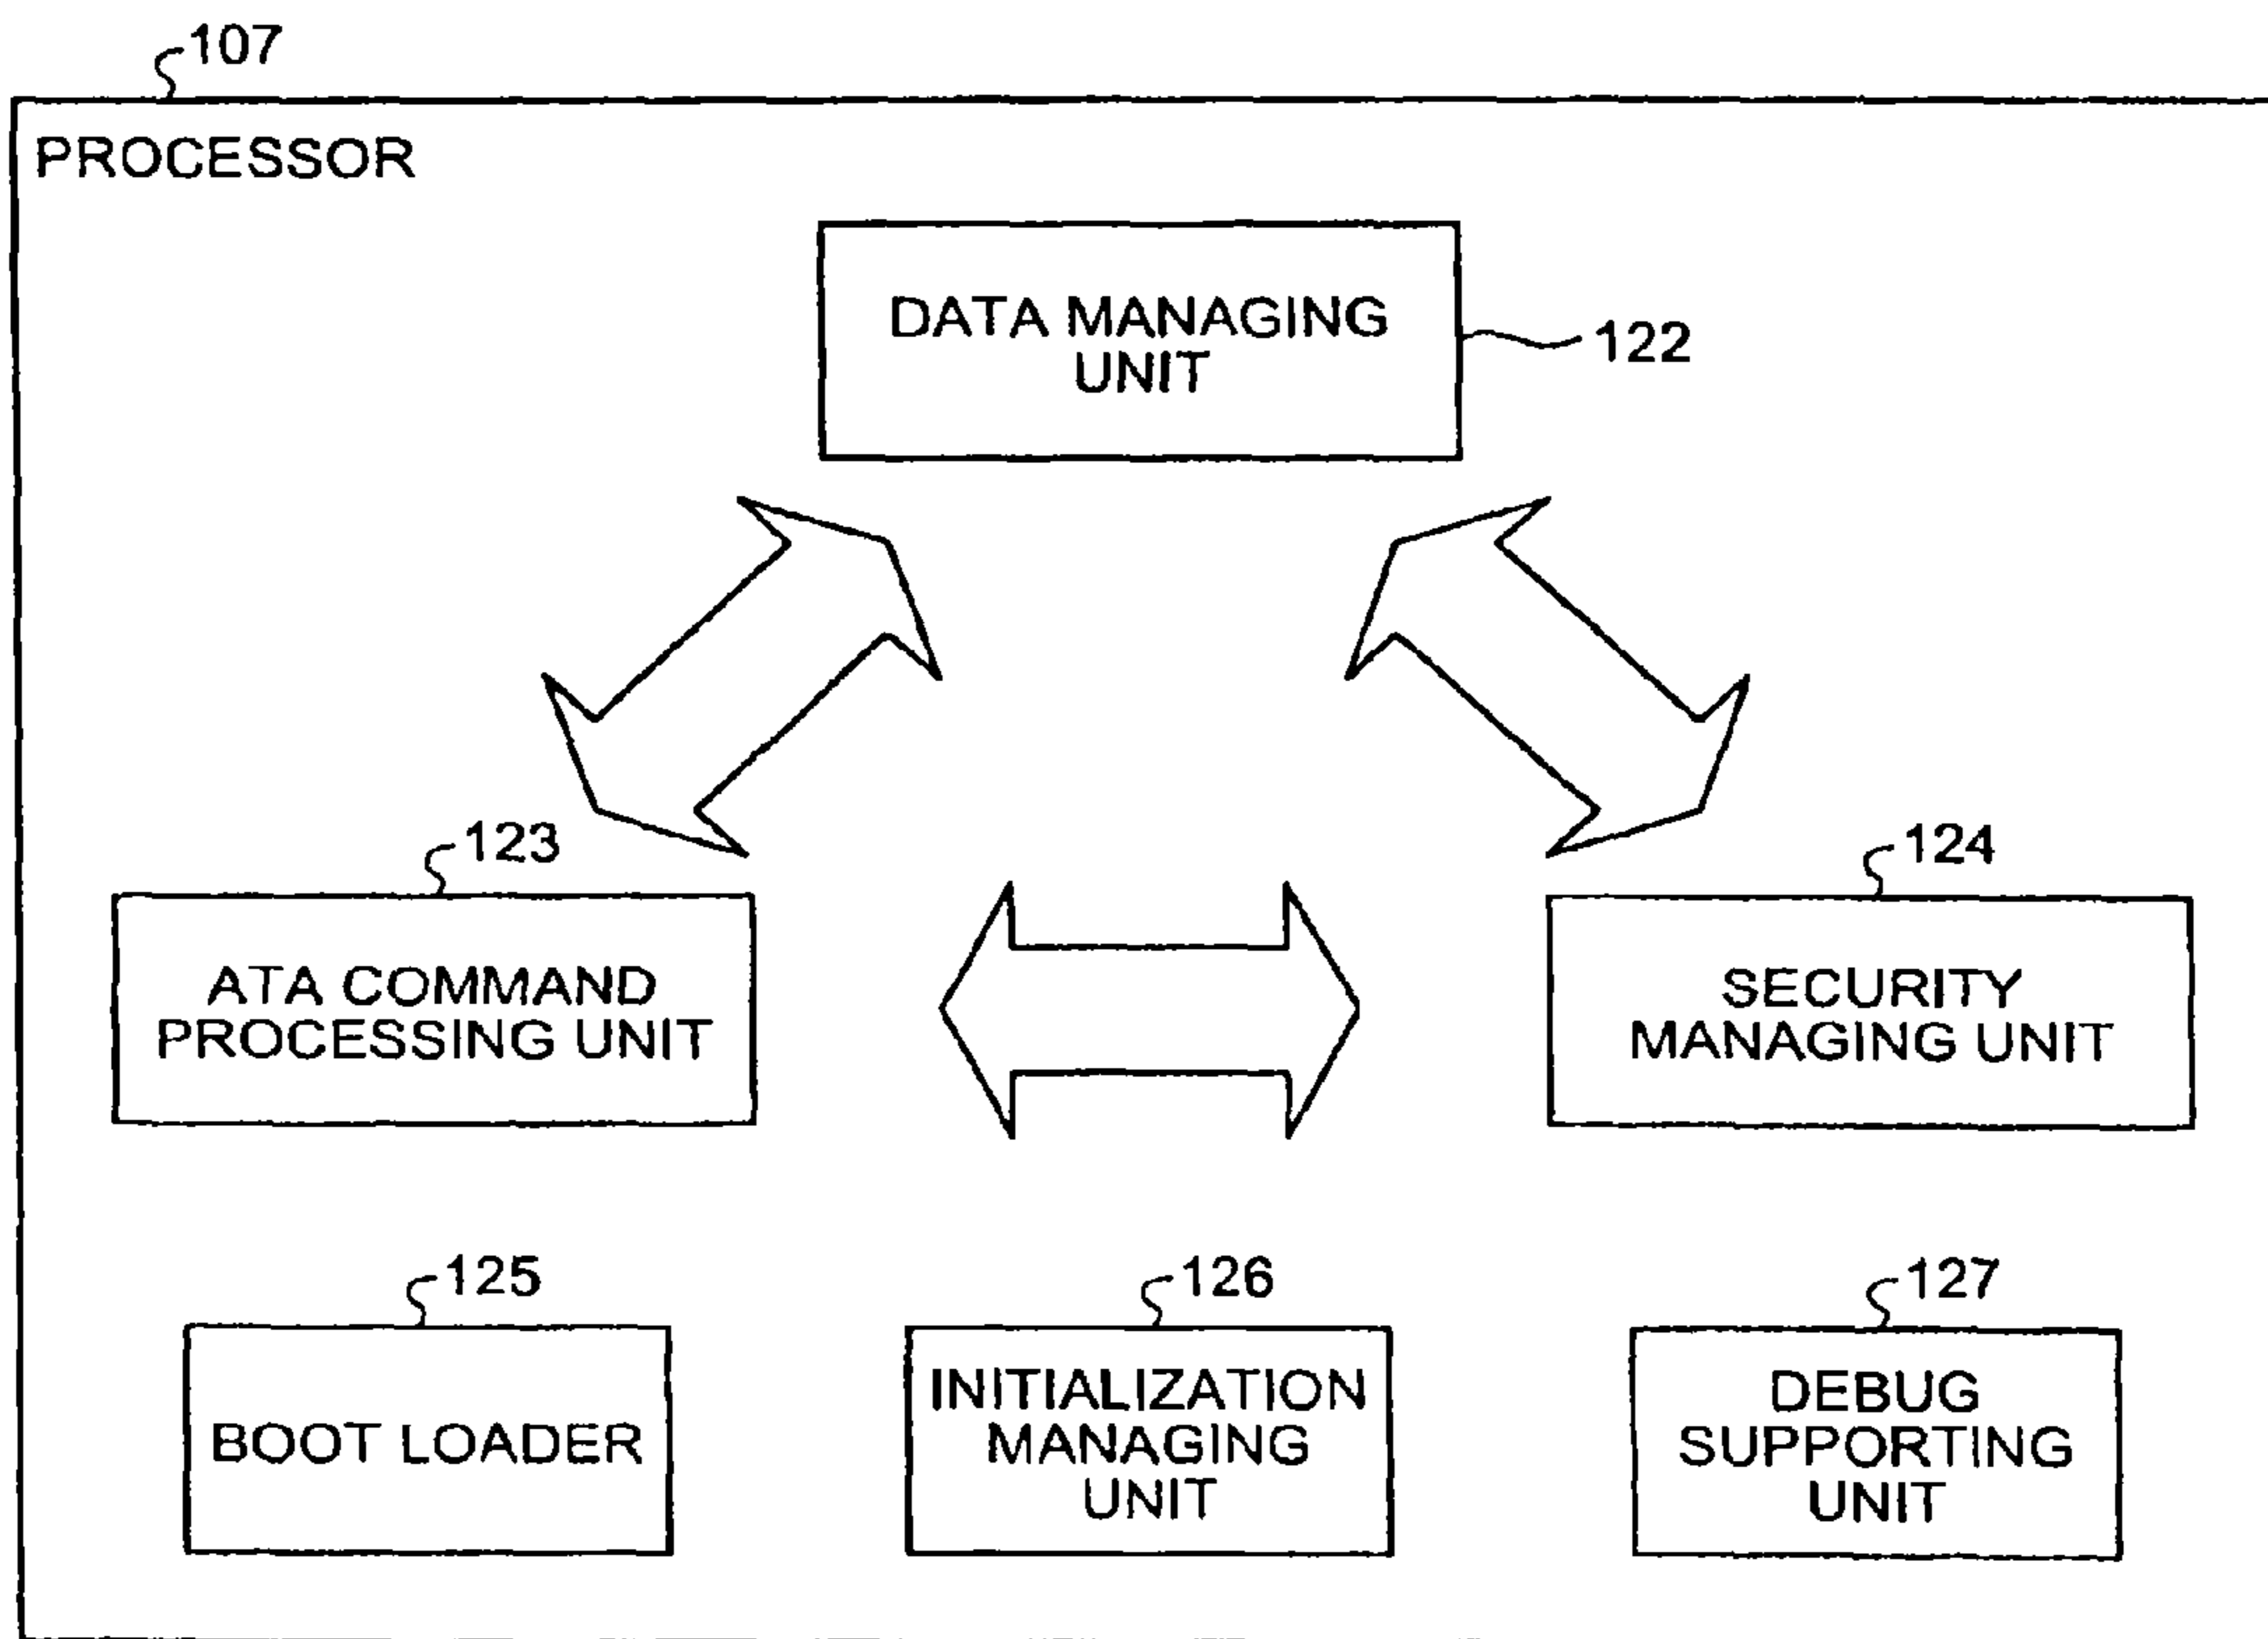 107
PROCESSOR
DATA MANAGING
UNIT
122
123
124
ATA COMMAND
PROCESSING UNIT
SECURITY
MANAGING UNIT
125
126
127
BOOT LOADER
INITIALIZATION
MANAGING
UNIT
DEBUG
SUPPORTING
UNIT